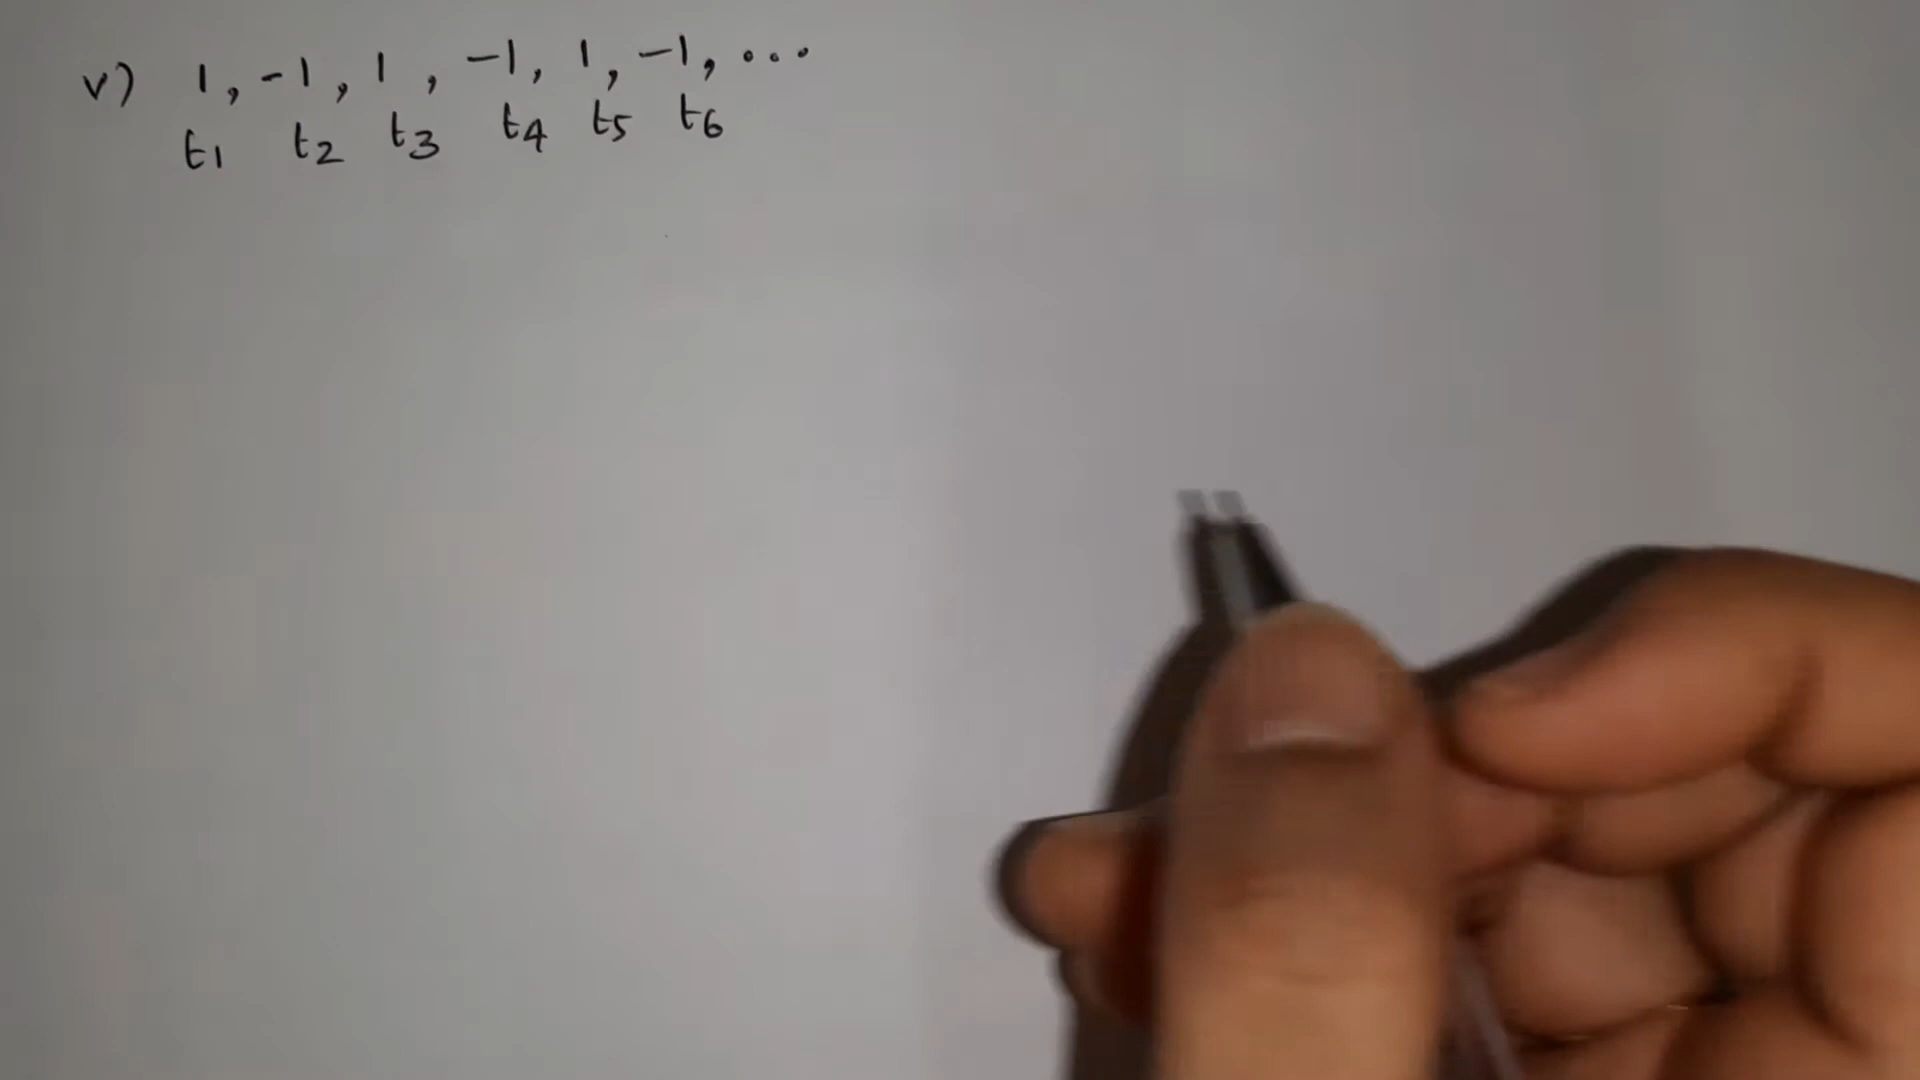 v) 1, -1, 1, -1, 1, -1, ...
t1 t2 t3 t4 t5 t6